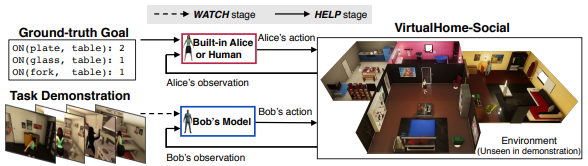 WATCH stage
HELP stage
Ground-truth Goal
ON(plate, table): 2
ON(glass, table): 1
ON(fork, table): 1
Task Demonstration
Built-in Alice
or Human
Alice's action
Alice's observation
Bob's Model
Bob's action
Bob's observation
VirtualHome-Social
Environment
(Unseen in demonstration)